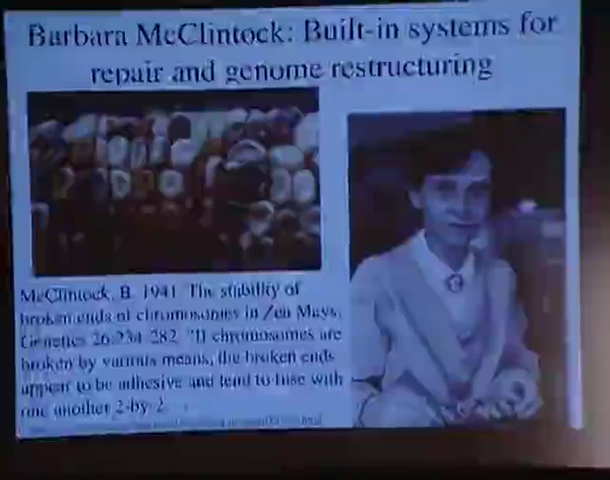 Barbara McClintock: Built-in systems for
repair and genome restructuring
McClintock, B. 1941. The stability of
broken ends of chromosomes in Zea Mays.
Genetics 26:234-282. "If chromosomes are
broken by various means, the broken ends
appear to be adhesive and tend to fuse with
one another 2-by-2